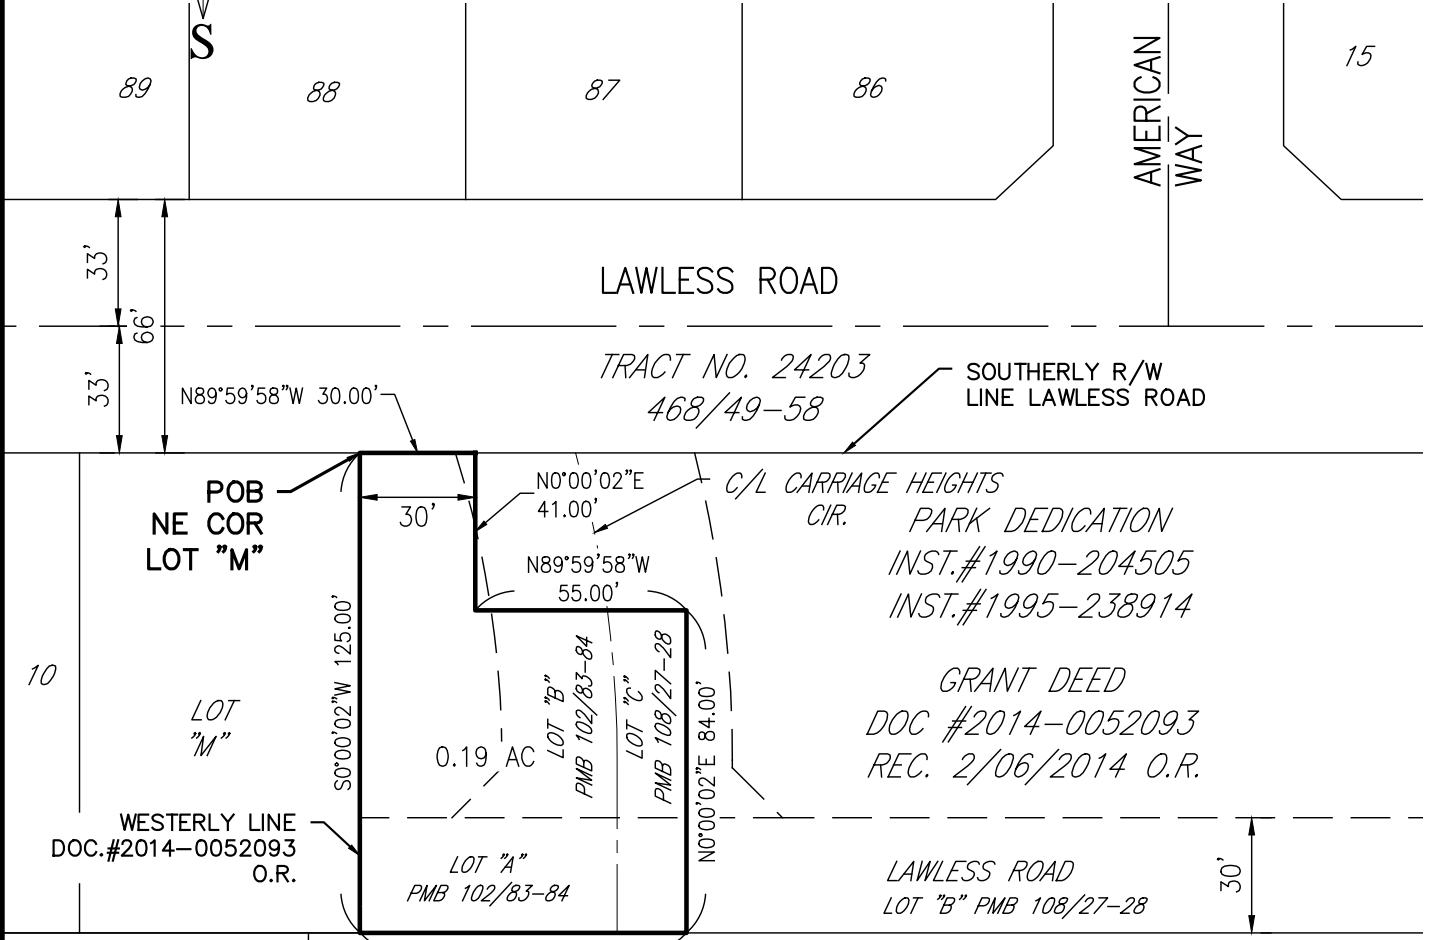 S
89
88
87
86
15
AMERICAN
WAY
33'
66'
33'
LAWLESS ROAD
TRACT NO. 24203
468/49-58
SOUTHERLY R/W
LINE LAWLESS ROAD
N89°59'58"W 30.00'
POB
NE COR
LOT "M"
30'
N0°00'02"E
41.00'
C/L CARRIAGE HEIGHTS
CIR.
N89°59'58"W
55.00'
PARK DEDICATION
INST.#1990-204505
INST.#1995-238914
GRANT DEED
DOC #2014-0052093
REC. 2/06/2014 O.R.
10
LOT
"M"
S0°00'02"W 125.00'
0.19 AC
LOT "B"
PMB 102/83-84
LOT "C"
PMB 108/27-28
N0°00'02"E 84.00'
WESTERLY LINE
DOC.#2014-0052093
O.R.
LOT "A"
PMB 102/83-84
LAWLESS ROAD
LOT "B" PMB 108/27-28
30'